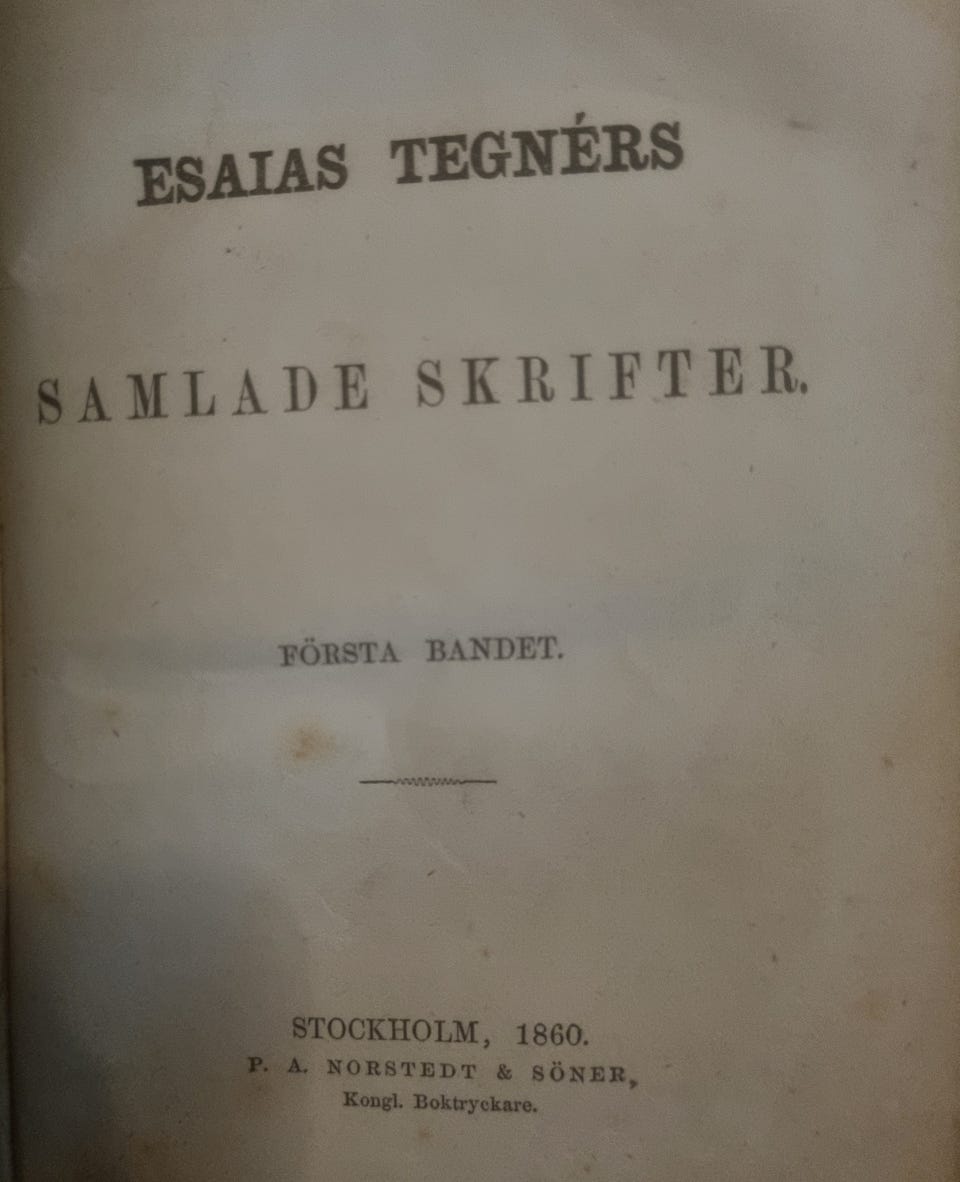 ESAIAS TEGNÉRS
SAMLADE SKRIFTER.
FÖRSTA BANDET.
STOCKHOLM, 1860.
P. A. NORSTEDT & SÖNER,
Kongl. Boktryckare.